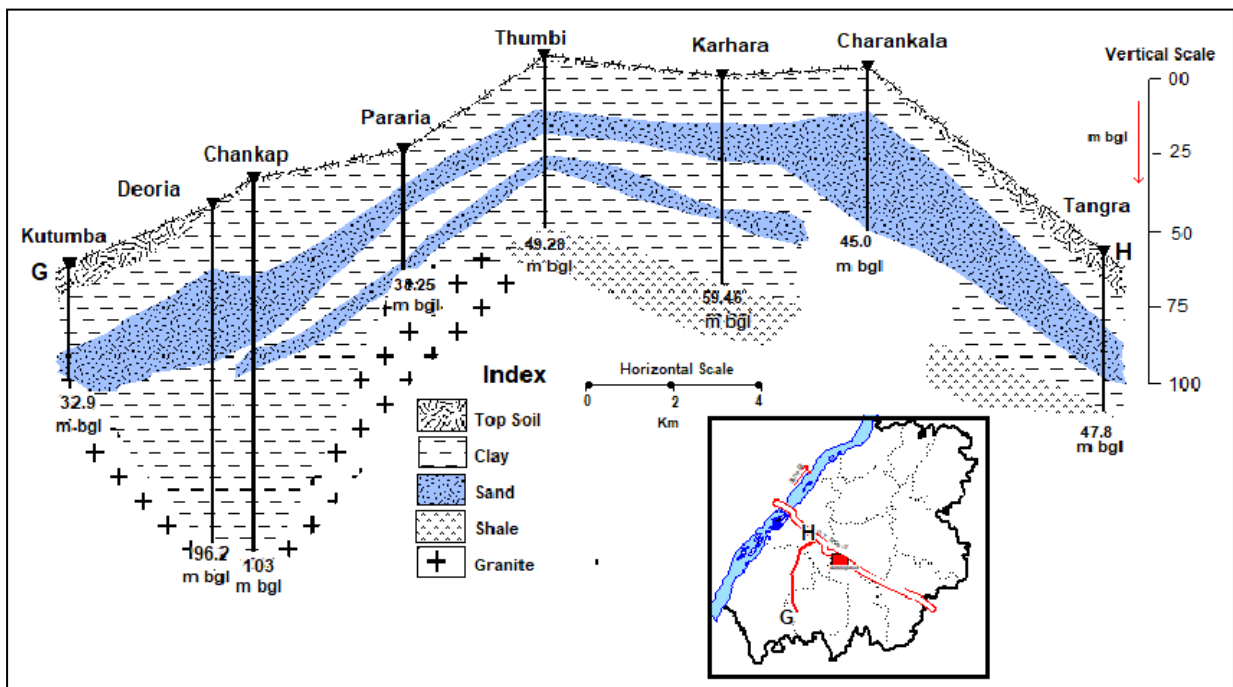 Thumbi
Karhara
Charankala
Vertical Scale
00
m bgl
25
50
75
100
Pararia
Chankap
Deoria
Kutumba
G
Tangra
H
32.9
m bgl
96.2
m bgl
103
m bgl
38.25
m bgl
49.28
m bgl
59.46
m bgl
45.0
m bgl
47.8
m bgl
Index
Top Soil
Clay
Sand
Shale
Granite
Horizontal Scale
0 2 4
Km
H
G